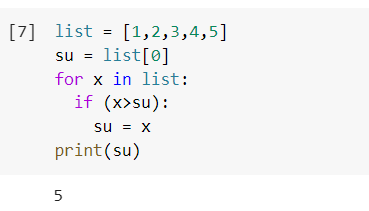 [7] list = [1,2,3,4,5]
su = list[0]
for x in list:
  if (x>su):
    su = x
print(su)
5